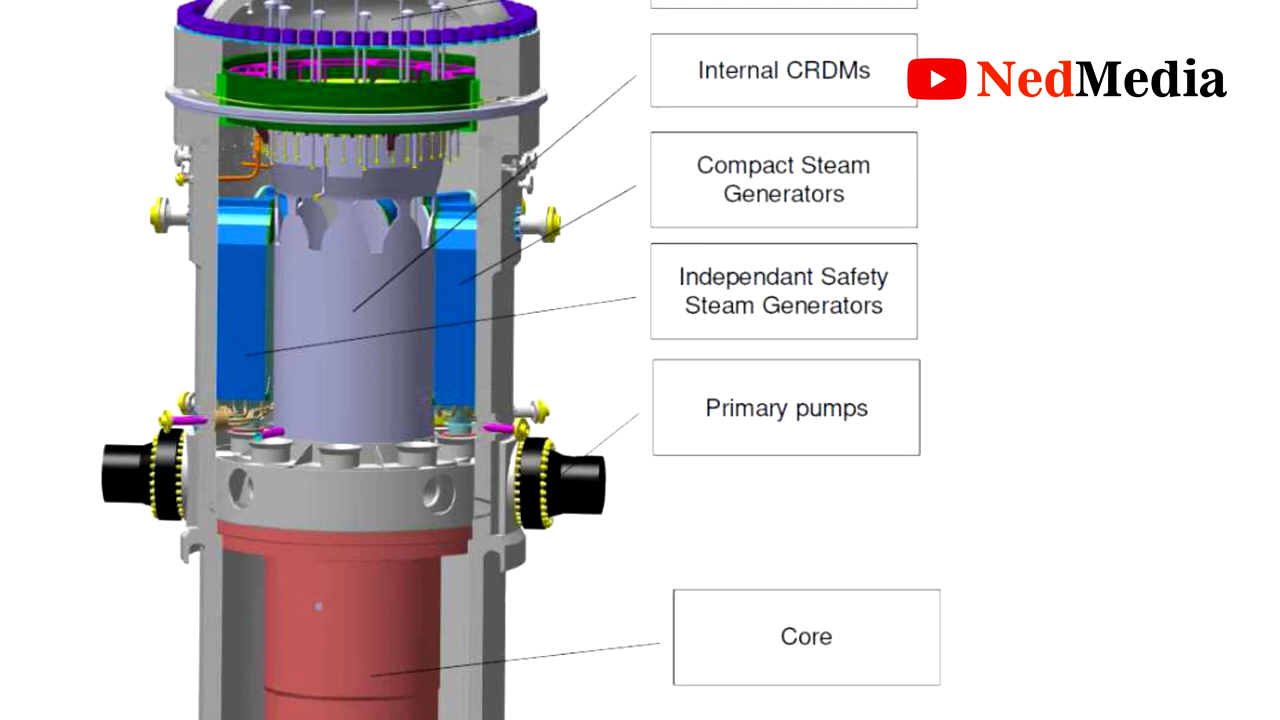 Internal CRDMs
NedMedia
Compact Steam
Generators
Independant Safety
Steam Generators
Primary pumps
Core